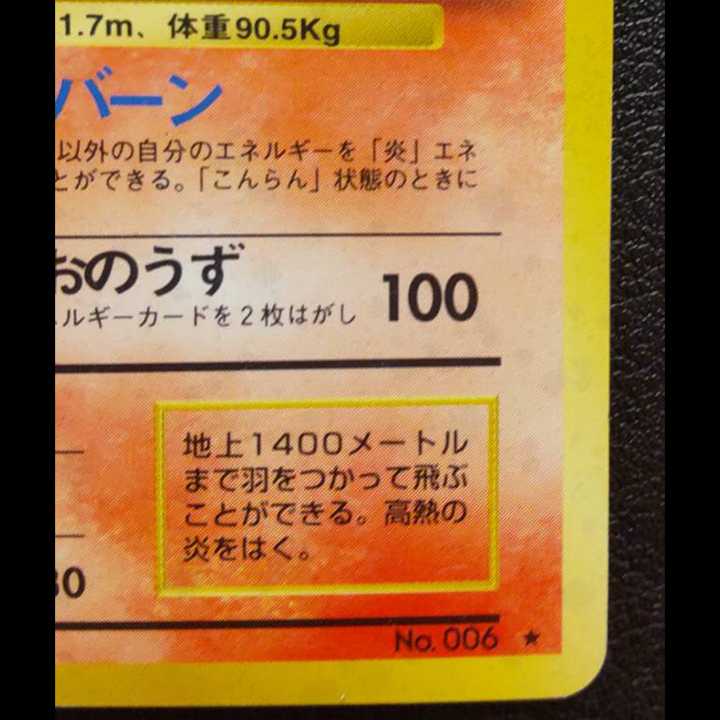 1.7m、体重90.5Kg
バーン
以外の自分のエネルギーを「炎」エネ
とができる。「こんらん」状態のときに
おのうず
100
ルギーカードを2枚はがし
地上1400メートル
まで羽をつかって飛ぶ
ことができる。高熱の
炎をはく。
30
No. 006 ★